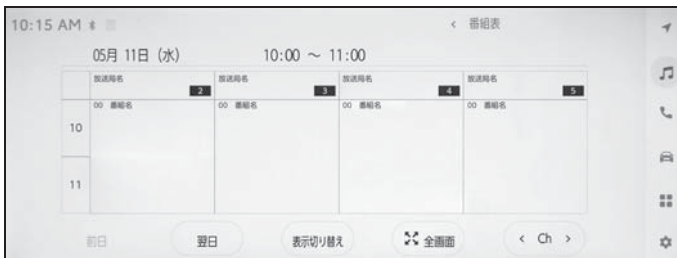 10:15 AM
< 番組表
05月 11日 (水) 10:00 ～ 11:00
放送局名 放送局名 放送局名 放送局名
2 3 4 5
00 番組名 00 番組名 00 番組名 00 番組名
10
11
前日 翌日 表示切り替え 全画面 < Ch >